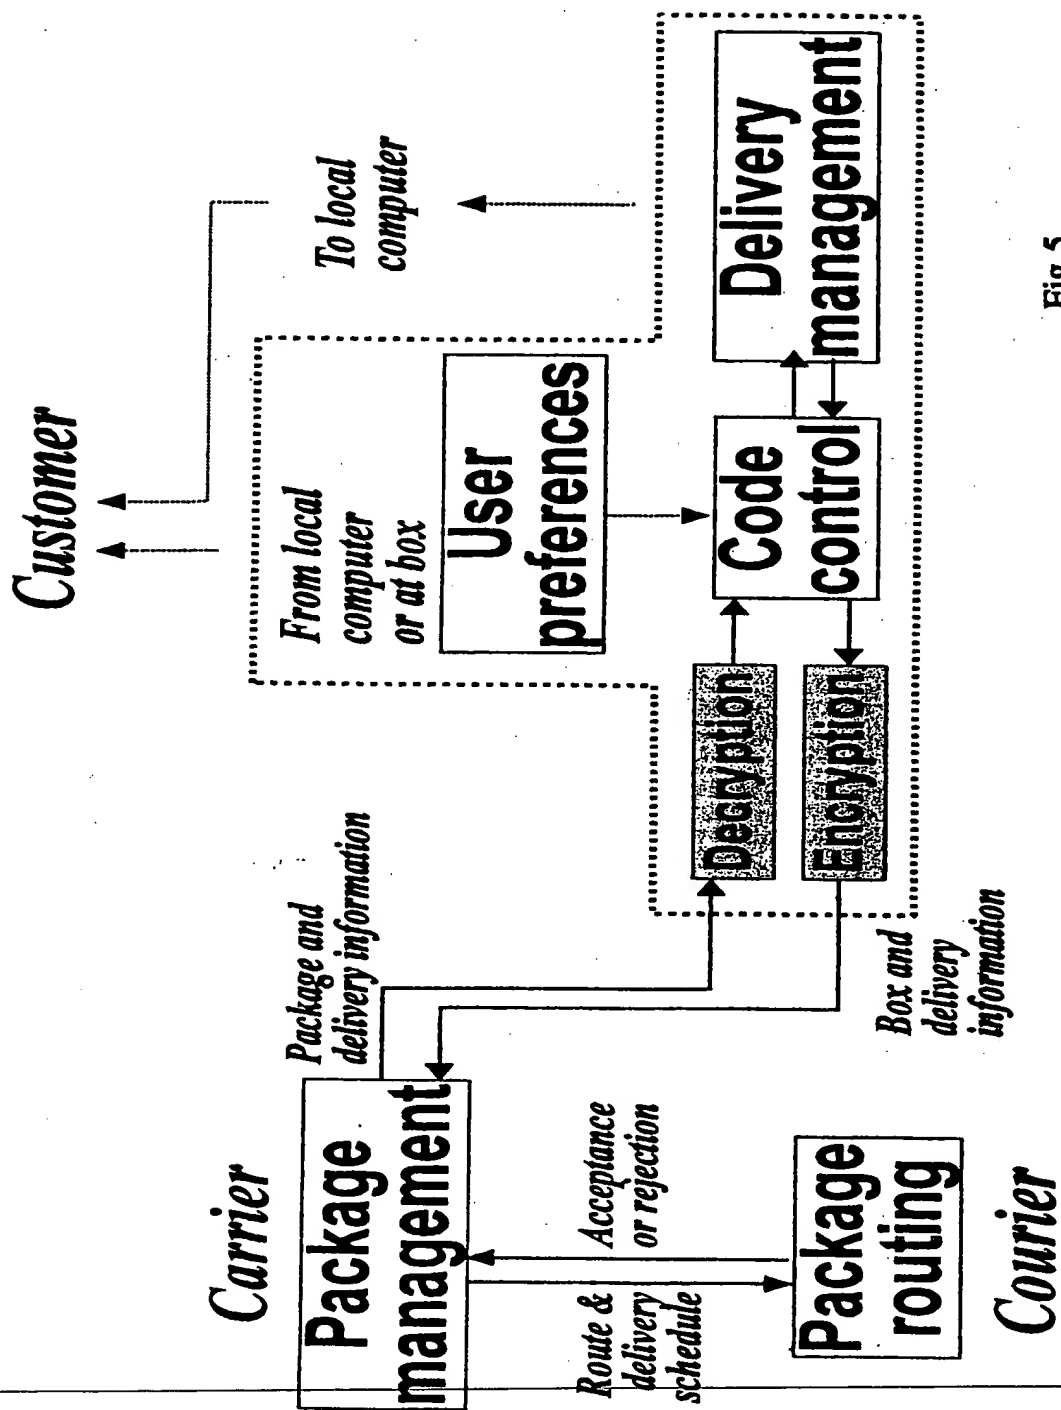 Customer
To local
computer
From local
computer
or at box
User
preferences
Delivery
management
Code
control
Decryption
Encryption
Package and
delivery information
Box and
delivery
information
Carrier
Package
management
Acceptance
or rejection
Route &
delivery
schedule
Package
routing
Courier
Fig. 5